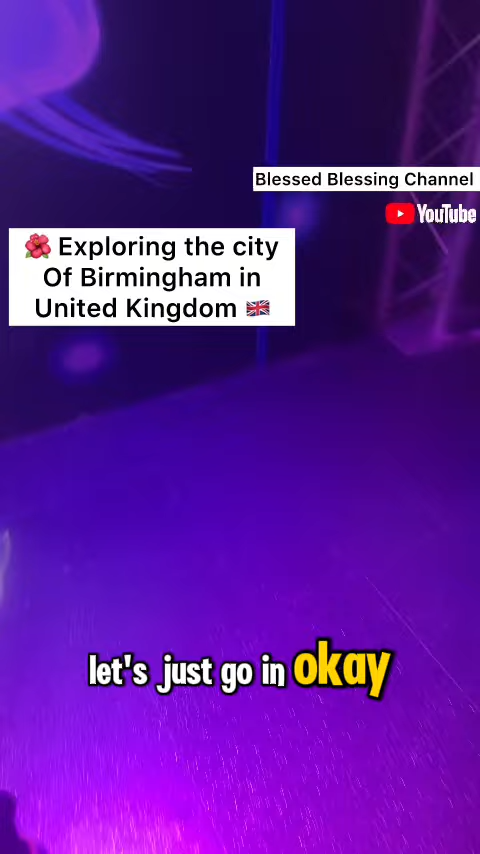 Blessed Blessing Channel
YouTube
🌺 Exploring the city
Of Birmingham in
United Kingdom 🇬🇧
let's just go in okay